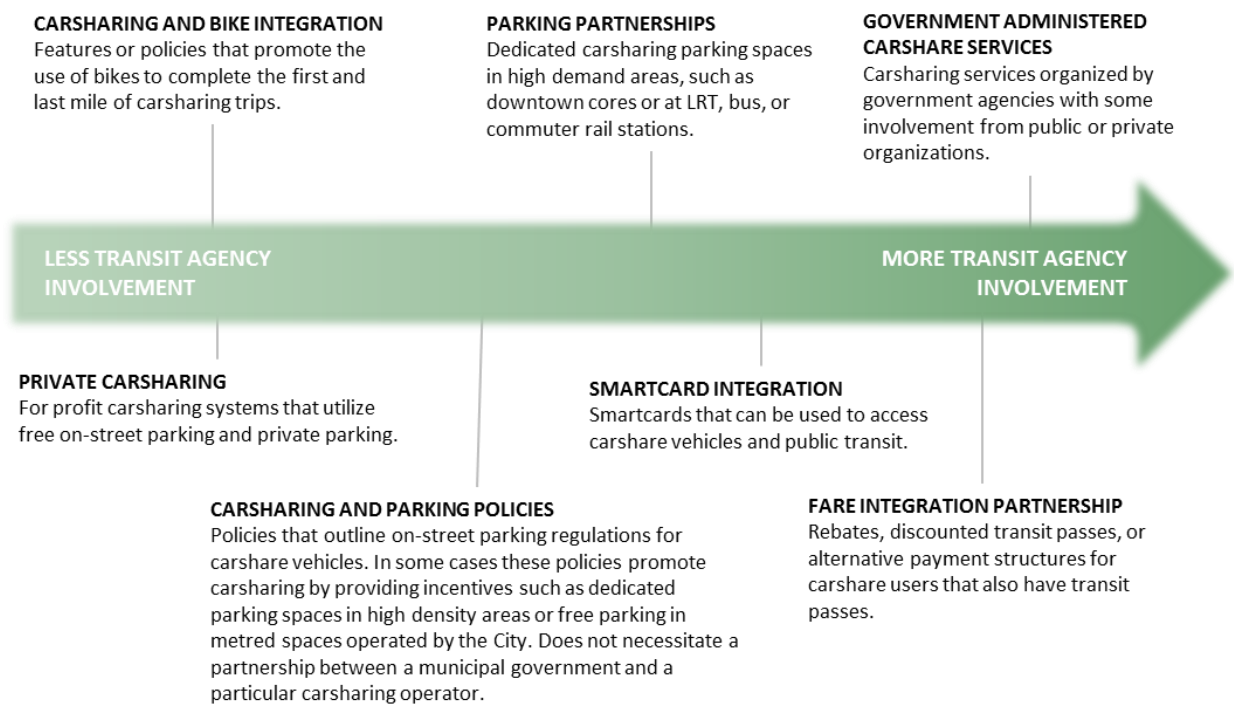 CARSHARING AND BIKE INTEGRATION
Features or policies that promote the
use of bikes to complete the first and
last mile of carsharing trips.
PARKING PARTNERSHIPS
Dedicated carsharing parking spaces
in high demand areas, such as
downtown cores or at LRT, bus, or
commuter rail stations.
GOVERNMENT ADMINISTERED
CARSHARE SERVICES
Carsharing services organized by
government agencies with some
involvement from public or private
organizations.
LESS TRANSIT AGENCY
INVOLVEMENT
MORE TRANSIT AGENCY
INVOLVEMENT
PRIVATE CARSHARING
For profit carsharing systems that utilize
free on-street parking and private parking.
SMARTCARD INTEGRATION
Smartcards that can be used to access
carshare vehicles and public transit.
CARSHARING AND PARKING POLICIES
Policies that outline on-street parking regulations for
carshare vehicles. In some cases these policies promote
carsharing by providing incentives such as dedicated
parking spaces in high density areas or free parking in
metred spaces operated by the City. Does not necessitate a
partnership between a municipal government and a
particular carsharing operator.
FARE INTEGRATION PARTNERSHIP
Rebates, discounted transit passes, or
alternative payment structures for
carshare users that also have transit
passes.